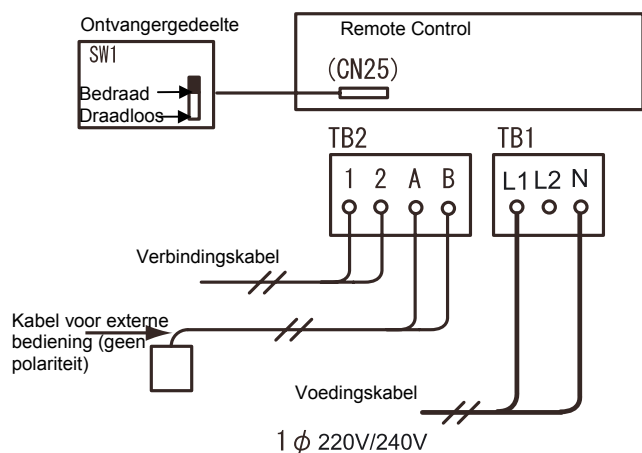 Ontvangergedeelte
SW1
Bedraad
Draadloos
Remote Control
(CN25)
TB2
1 2 A B
TB1
L1 L2 N
Verbindingskabel
Kabel voor externe
bediening (geen
polariteit)
Voedingskabel
1 ϕ 220V/240V